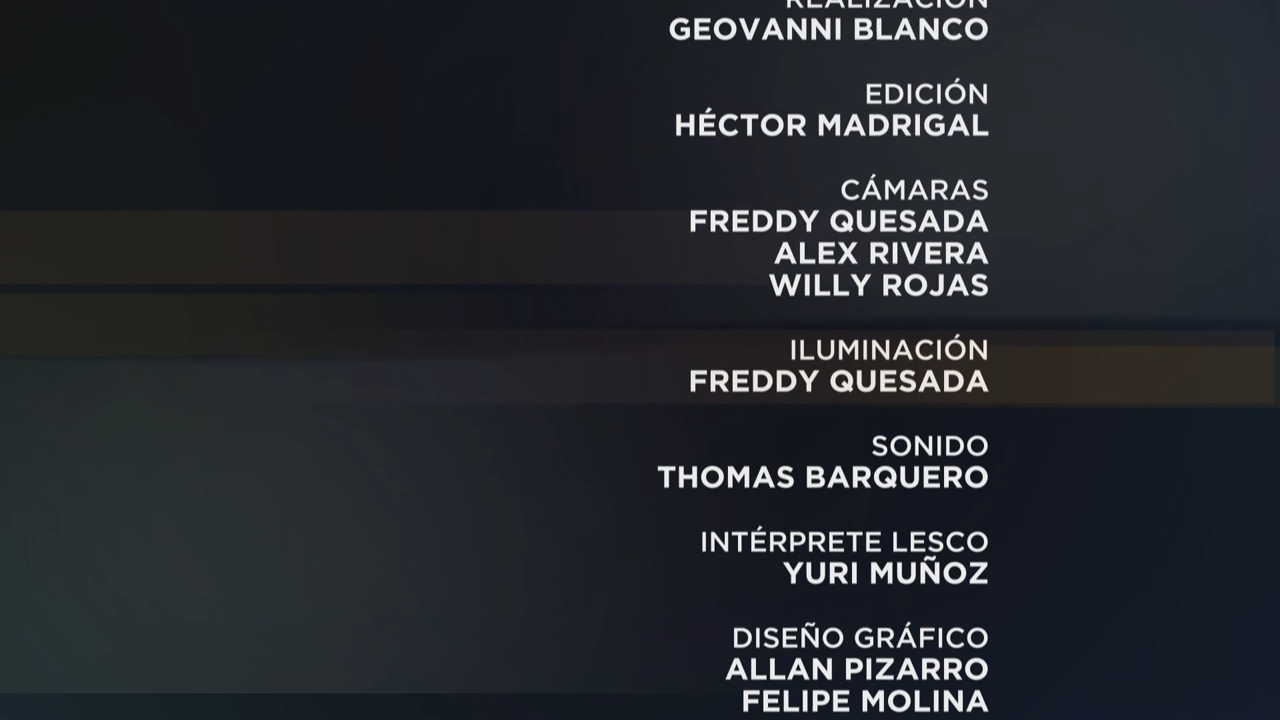 REALIZACIÓN
GEOVANNI BLANCO
EDICIÓN
HÉCTOR MADRIGAL
CÁMARAS
FREDDY QUESADA
ALEX RIVERA
WILLY ROJAS
ILUMINACIÓN
FREDDY QUESADA
SONIDO
THOMAS BARQUERO
INTÉRPRETE LESCO
YURI MUÑOZ
DISEÑO GRÁFICO
ALLAN PIZARRO
FELIPE MOLINA